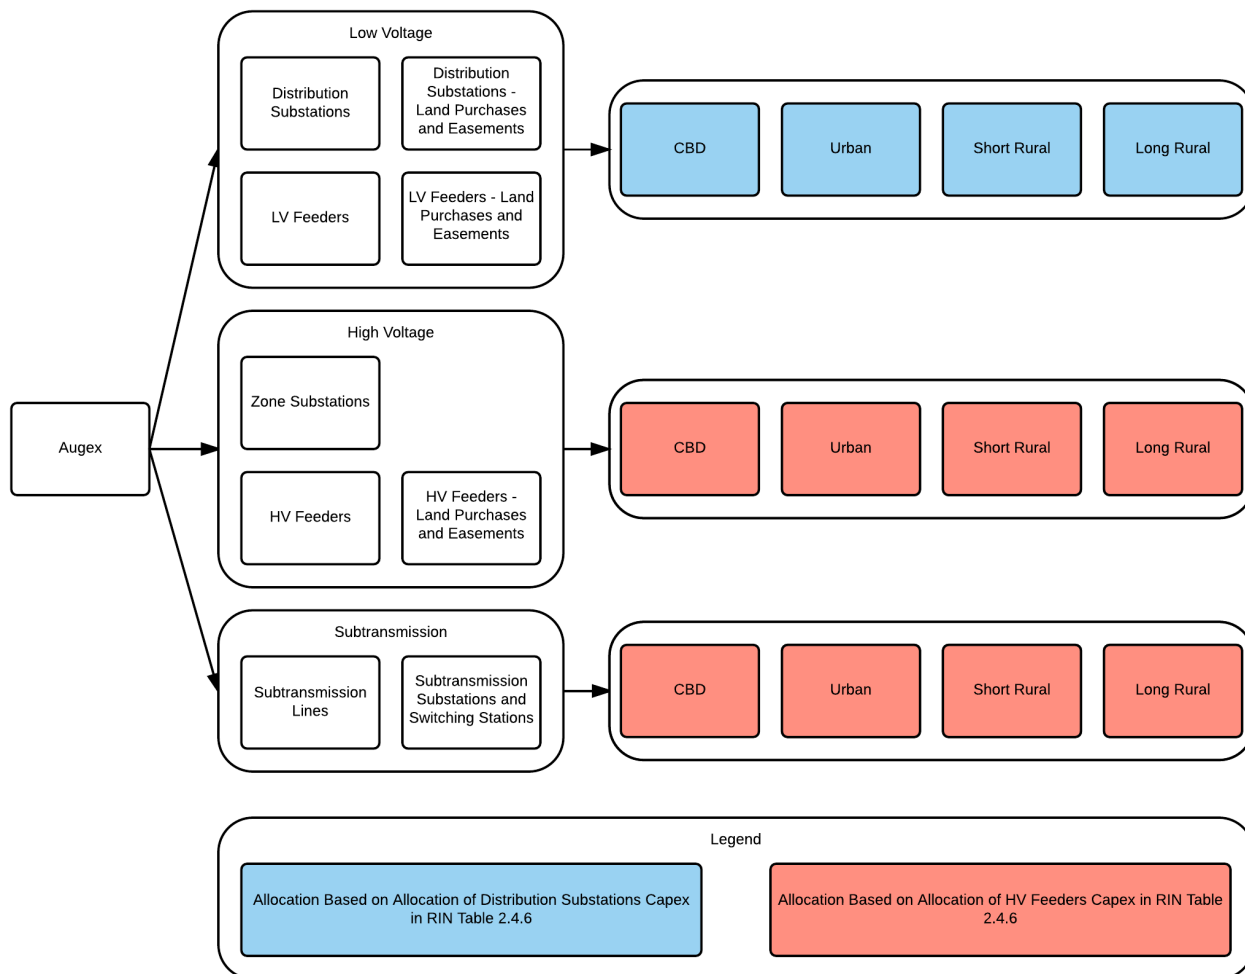 Low Voltage
Distribution
Substations
Distribution
Substations -
Land Purchases
and Easements
LV Feeders
LV Feeders - Land
Purchases and
Easements
CBD
Urban
Short Rural
Long Rural
Augex
High Voltage
Zone Substations
HV Feeders
HV Feeders -
Land Purchases
and Easements
CBD
Urban
Short Rural
Long Rural
Subtransmission
Subtransmission
Lines
Subtransmission
Substations and
Switching Stations
CBD
Urban
Short Rural
Long Rural
Legend
Allocation Based on Allocation of Distribution Substations Capex
in RIN Table 2.4.6
Allocation Based on Allocation of HV Feeders Capex in RIN Table
2.4.6